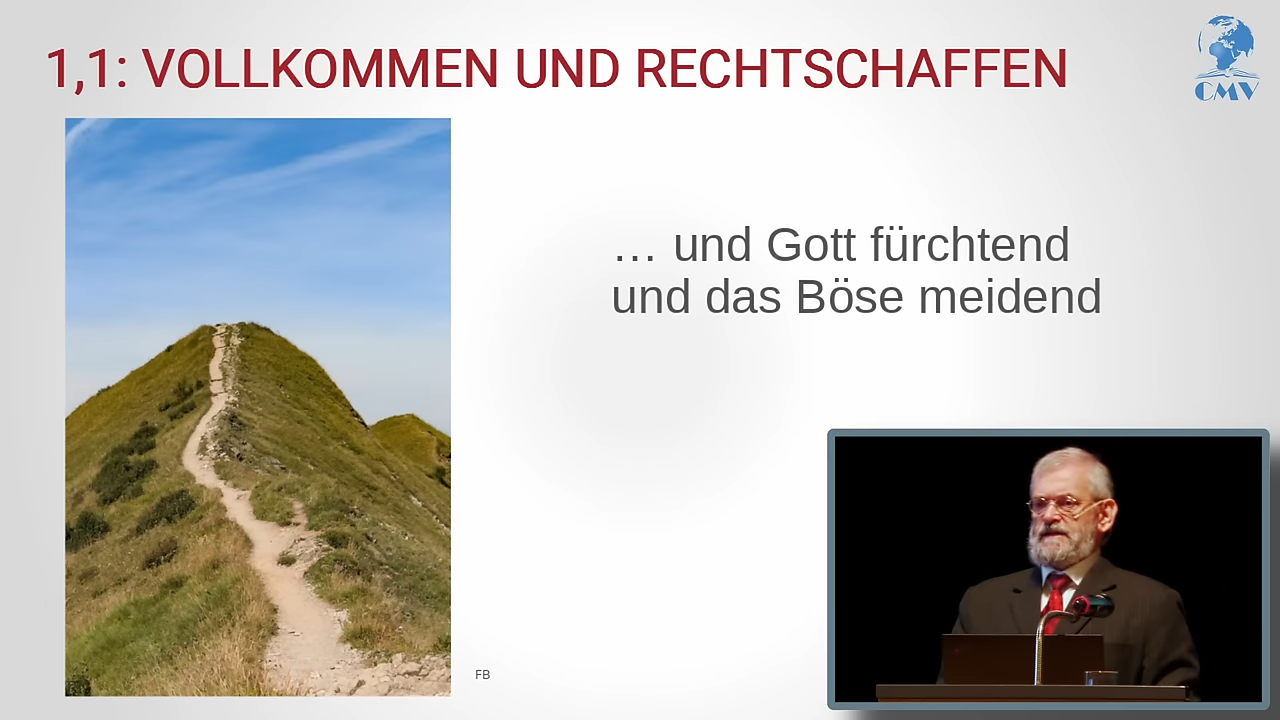 1,1: VOLLKOMMEN UND RECHTSCHAFFEN
CMV
… und Gott fürchtend
und das Böse meidend
FB